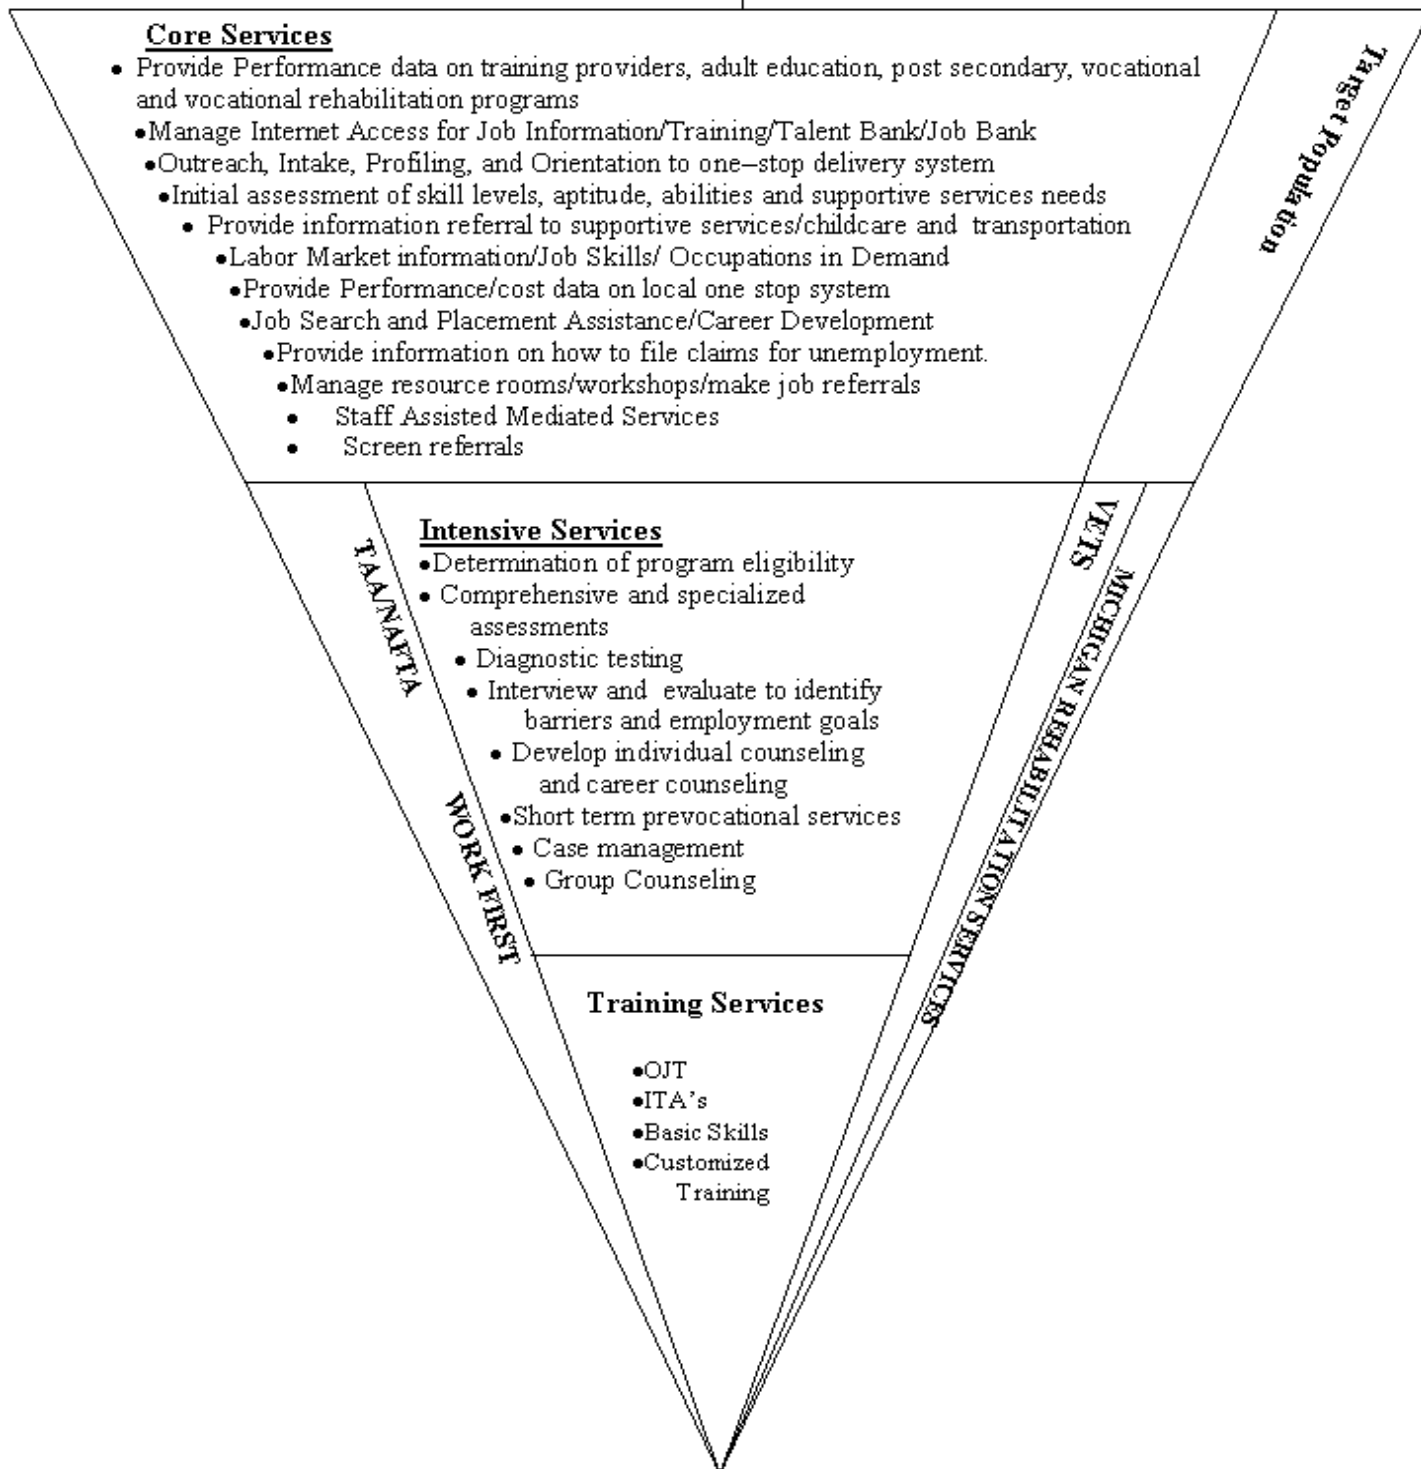 Core Services
• Provide Performance data on training providers, adult education, post secondary, vocational
and vocational rehabilitation programs
•Manage Internet Access for Job Information/Training/Talent Bank/Job Bank
•Outreach, Intake, Profiling, and Orientation to one–stop delivery system
•Initial assessment of skill levels, aptitude, abilities and supportive services needs
• Provide information referral to supportive services/childcare and transportation
•Labor Market information/Job Skills/ Occupations in Demand
•Provide Performance/cost data on local one stop system
•Job Search and Placement Assistance/Career Development
•Provide information on how to file claims for unemployment.
•Manage resource rooms/workshops/make job referrals
• Staff Assisted Mediated Services
• Screen referrals
Target Population
Intensive Services
•Determination of program eligibility
• Comprehensive and specialized
assessments
• Diagnostic testing
• Interview and evaluate to identify
barriers and employment goals
• Develop individual counseling
and career counseling
•Short term prevocational services
• Case management
• Group Counseling
TAA/NAFTA
WORK FIRST
VETS
MICHIGAN REHABILITATION SERVICES
Training Services
•OJT
•ITA's
•Basic Skills
•Customized
Training